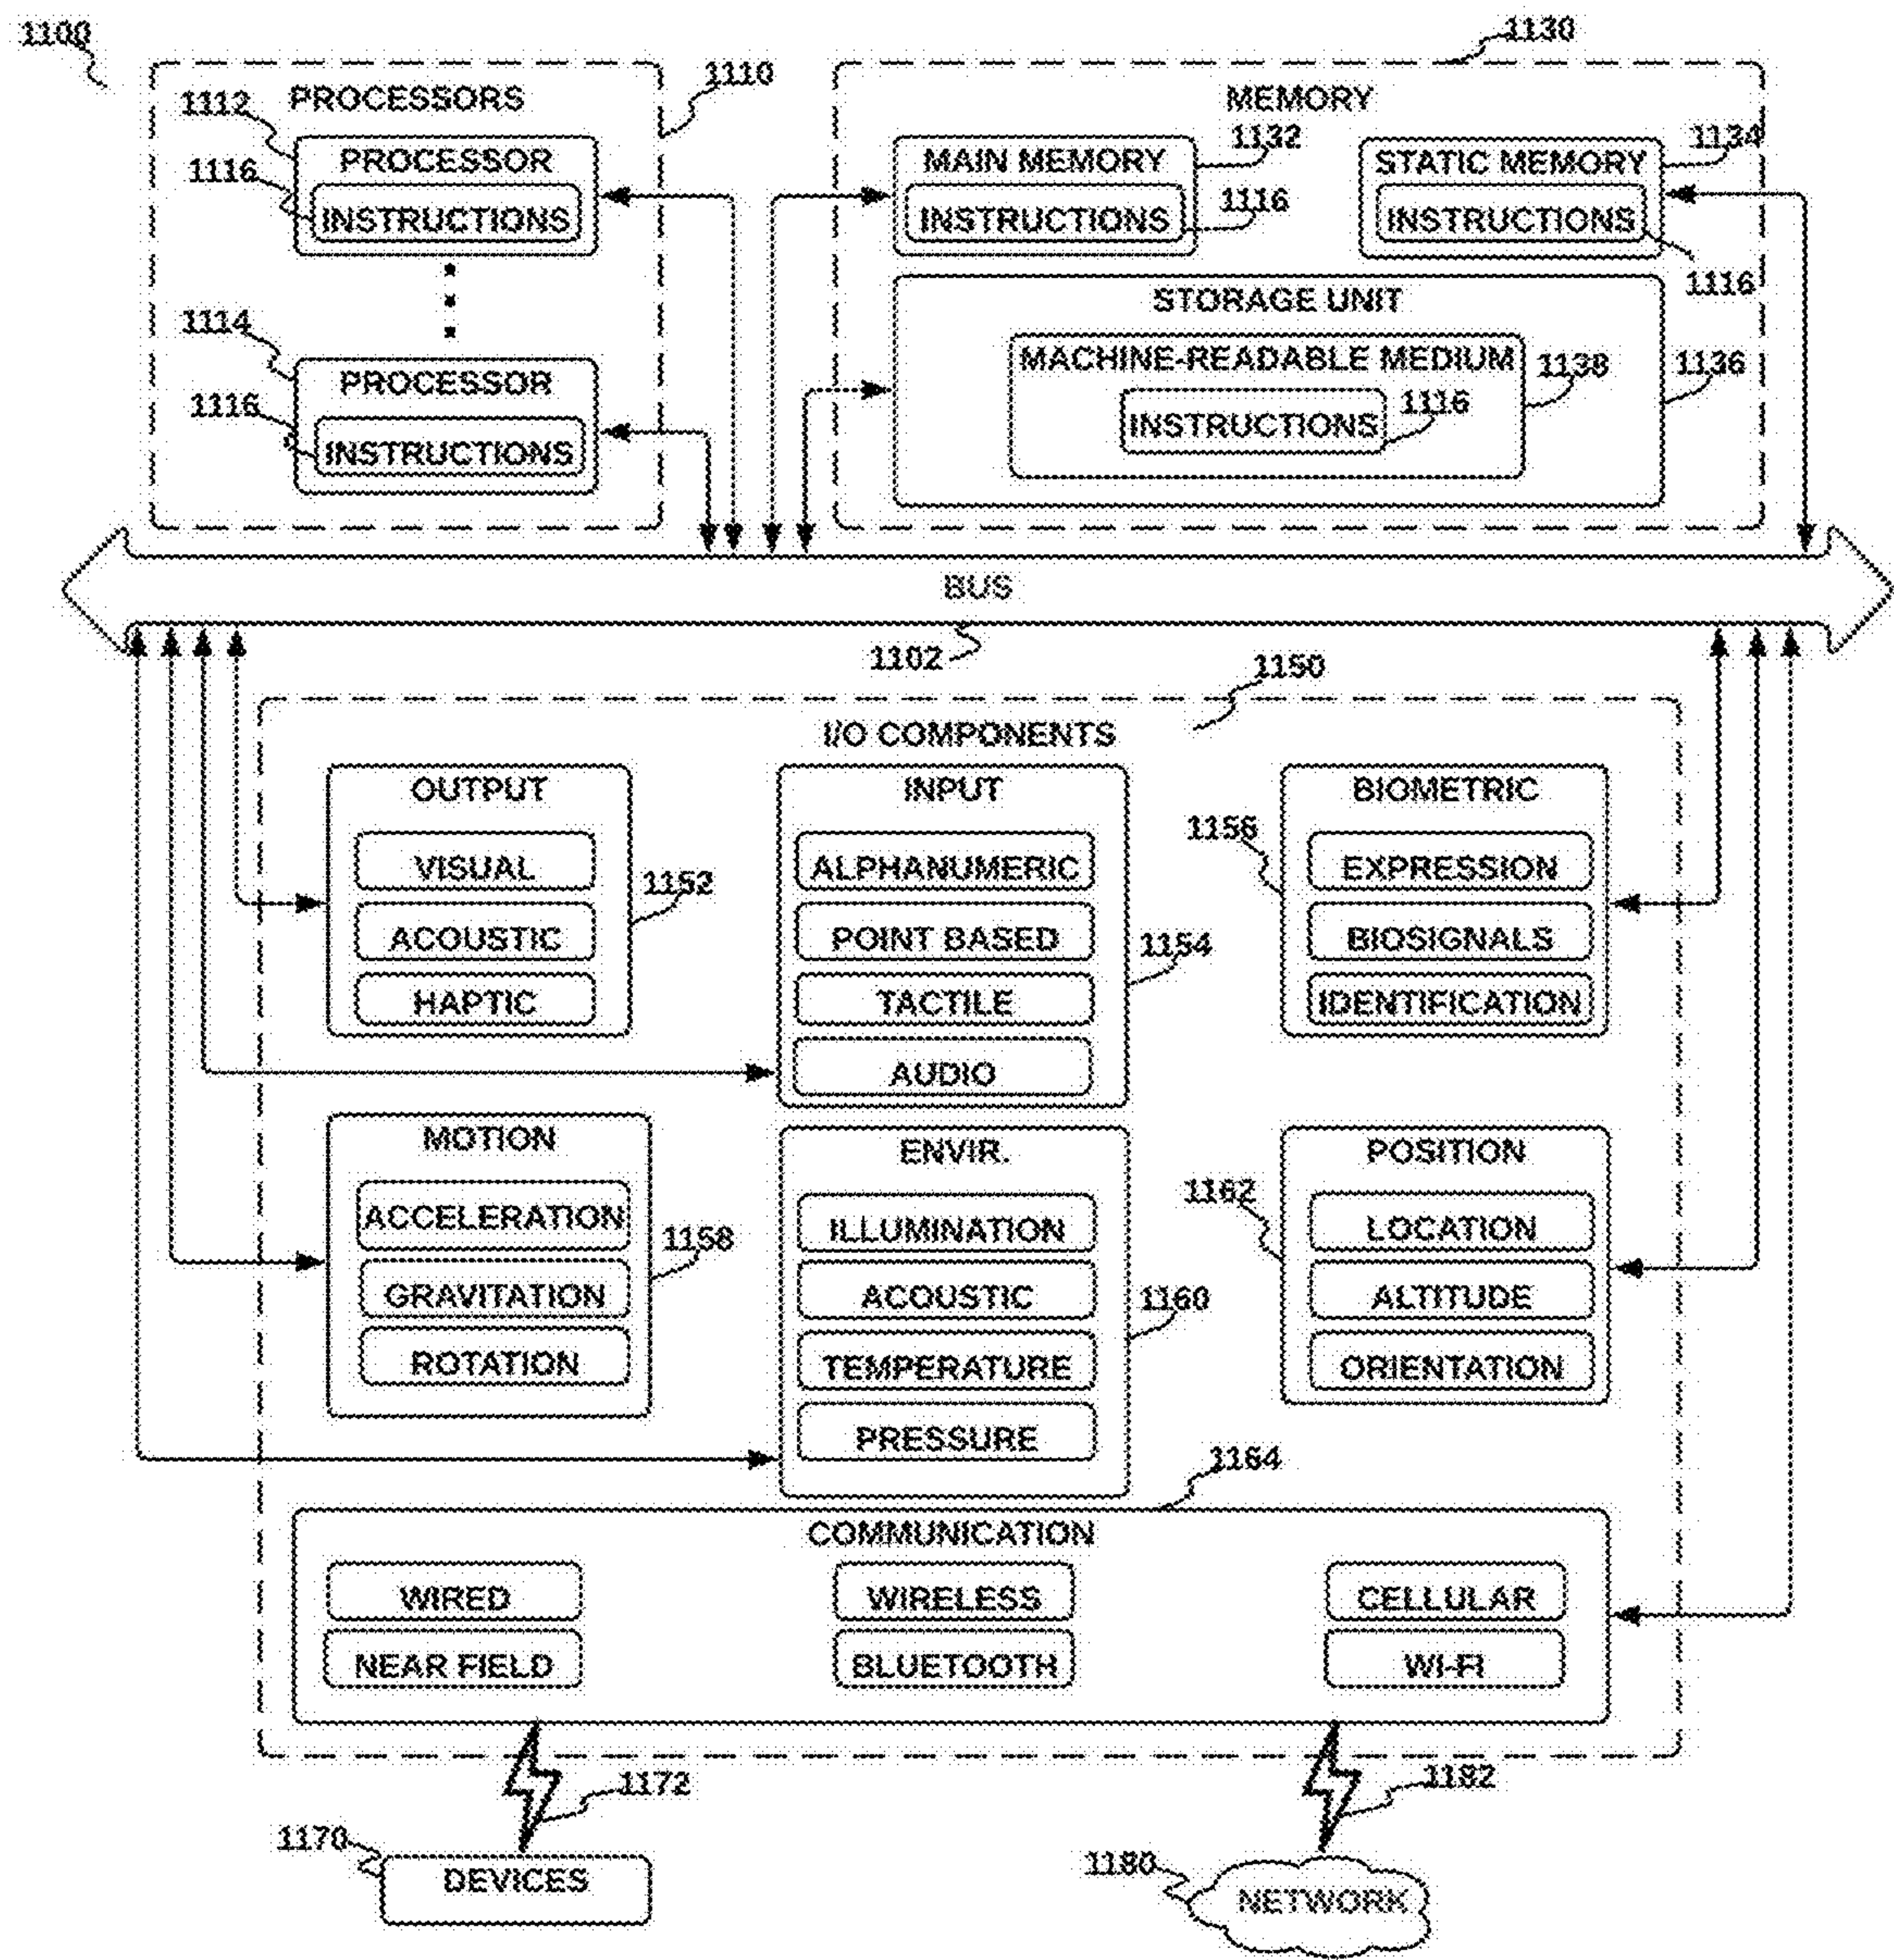 1100
1130
1110
PROCESSORS
MEMORY
1112
1132
1134
PROCESSOR
MAIN MEMORY
STATIC MEMORY
1116
1116
INSTRUCTIONS
INSTRUCTIONS
INSTRUCTIONS
1116
STORAGE UNIT
1114
MACHINE-READABLE MEDIUM
1138
1136
PROCESSOR
1116
1116
INSTRUCTIONS
INSTRUCTIONS
BUS
1102
1150
I/O COMPONENTS
OUTPUT
VISUAL
ACOUSTIC
HAPTIC
1152
INPUT
ALPHANUMERIC
POINT BASED
TACTILE
AUDIO
1154
BIOMETRIC
1156
EXPRESSION
BIOSIGNALS
IDENTIFICATION
MOTION
ACCELERATION
GRAVITATION
ROTATION
1158
ENVIR.
ILLUMINATION
ACOUSTIC
TEMPERATURE
PRESSURE
1160
POSITION
1162
LOCATION
ALTITUDE
ORIENTATION
1164
COMMUNICATION
WIRED
WIRELESS
CELLULAR
NEAR FIELD
BLUETOOTH
WI-FI
1172
1182
1170
DEVICES
1180
NETWORK